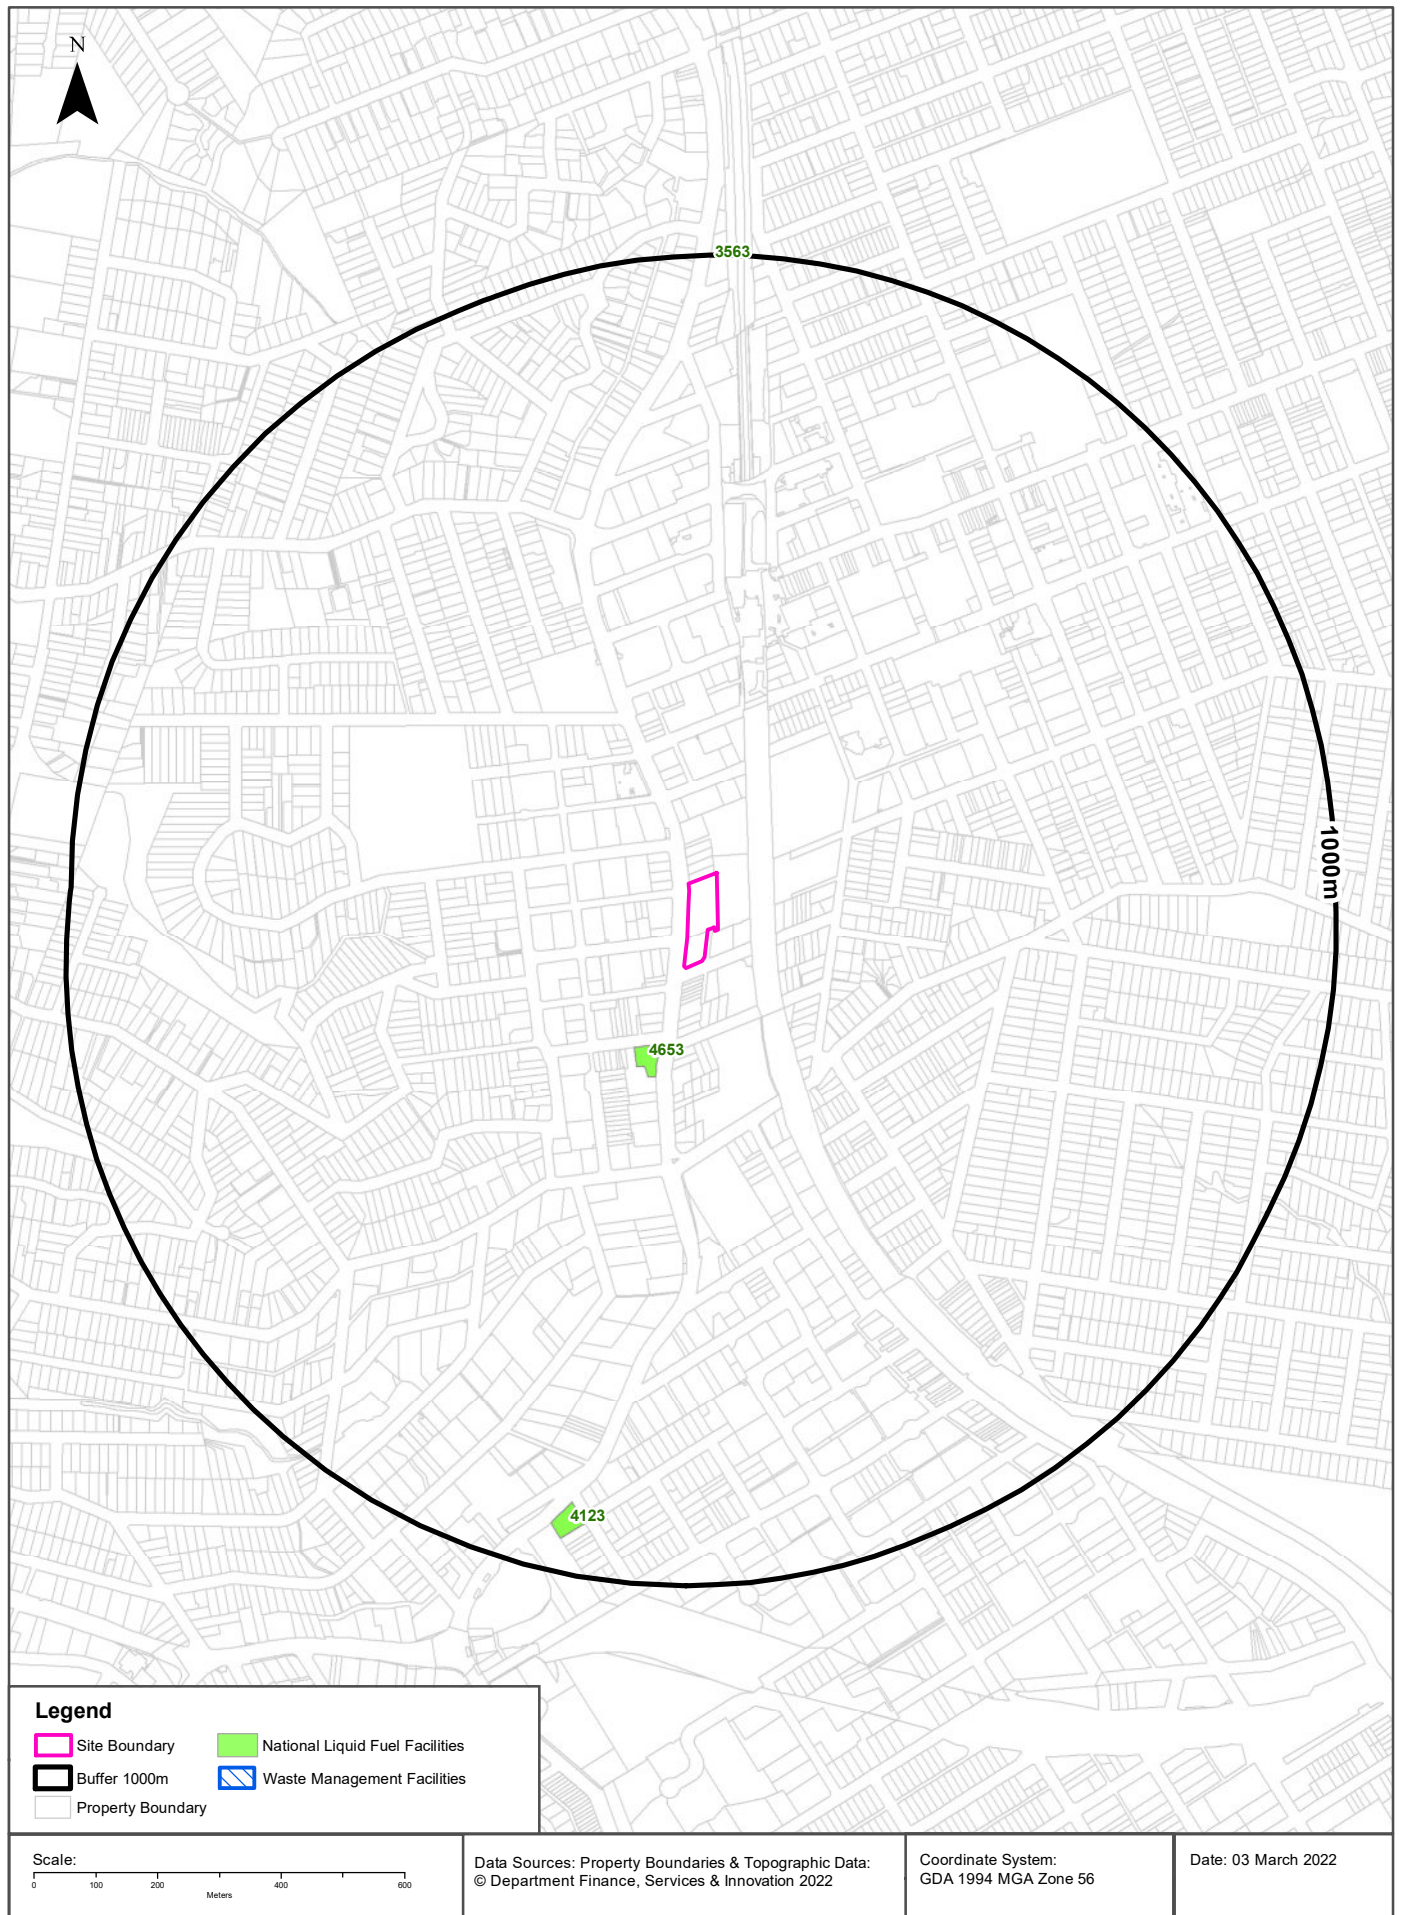 N
3563
1000m
4653
4123
Legend
Site Boundary
National Liquid Fuel Facilities
Buffer 1000m
Waste Management Facilities
Property Boundary
Scale:
0 100 200 400 600
Meters
Data Sources: Property Boundaries & Topographic Data:
© Department Finance, Services & Innovation 2022
Coordinate System:
GDA 1994 MGA Zone 56
Date: 03 March 2022